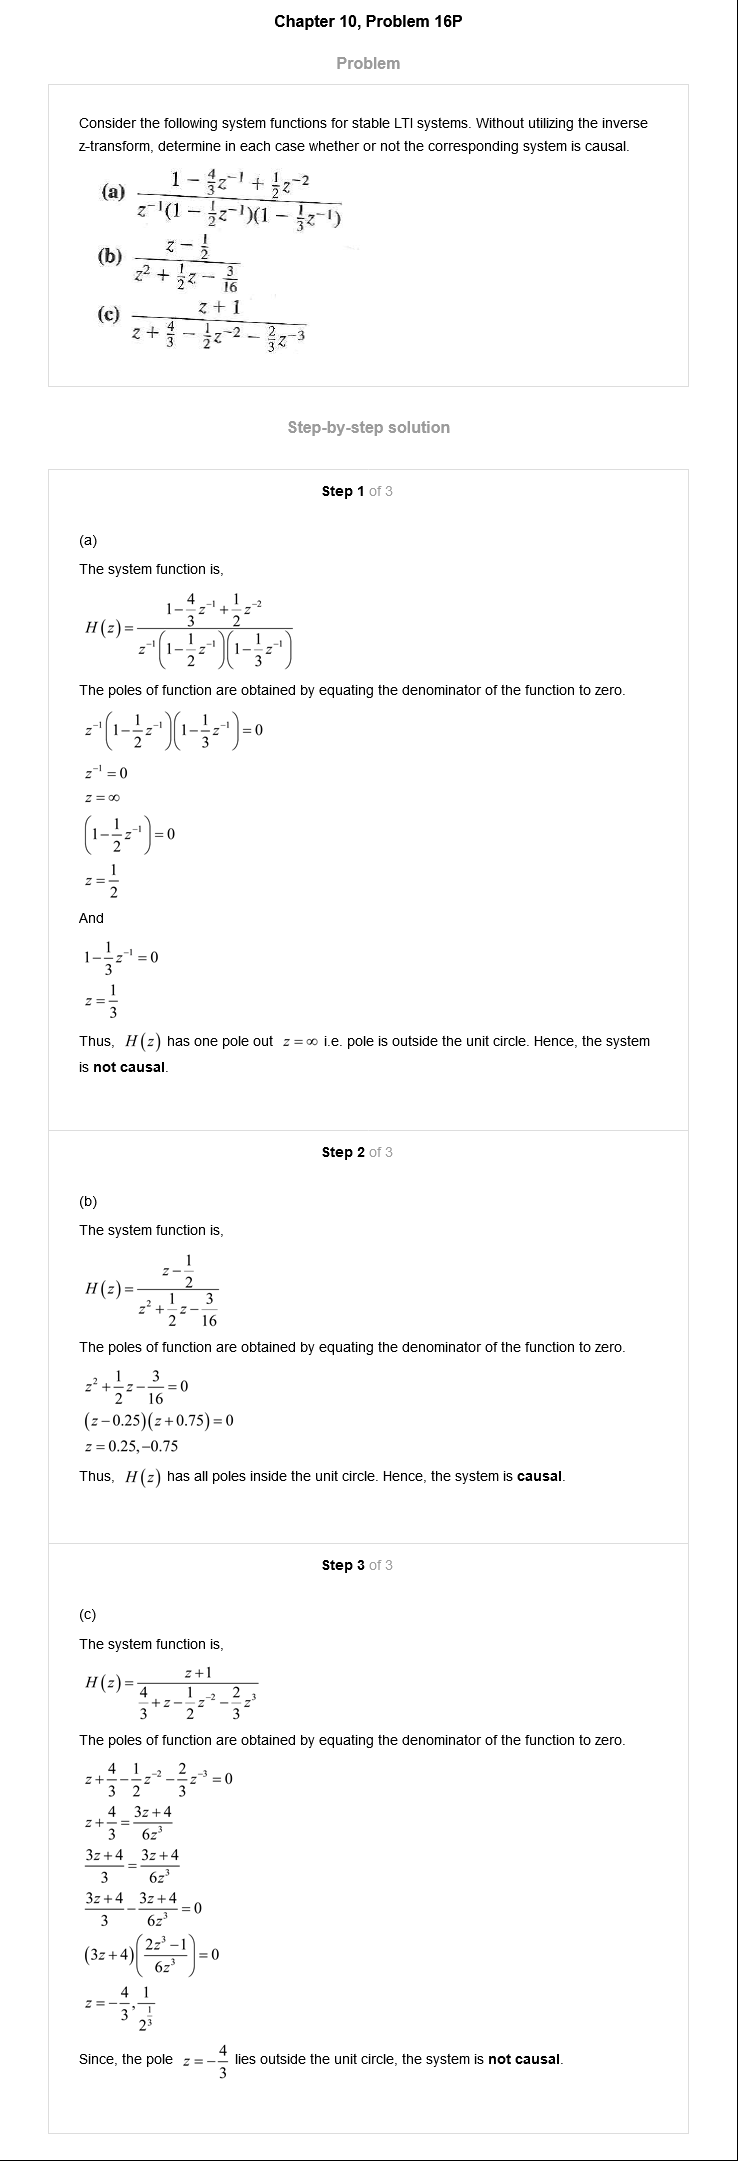 Chapter 10, Problem 16P
Problem
Consider the following system functions for stable LTI systems. Without utilizing the inverse
z-transform, determine in each case whether or not the corresponding system is causal.
(a) \frac{1 - \frac{4}{3}z^{-1} + \frac{1}{2}z^{-2}}{z^{-1}(1 - \frac{1}{2}z^{-1})(1 - \frac{1}{3}z^{-1})}
(b) \frac{z - \frac{1}{2}}{z^2 + \frac{1}{2}z - \frac{3}{16}}
(c) \frac{z + 1}{z + \frac{4}{3} - \frac{1}{2}z^{-2} - \frac{2}{3}z^{-3}}
Step-by-step solution
Step 1 of 3
(a)
The system function is,
H(z) = \frac{1 - \frac{4}{3}z^{-1} + \frac{1}{2}z^{-2}}{z^{-1}\left(1 - \frac{1}{2}z^{-1}\right)\left(1 - \frac{1}{3}z^{-1}\right)}
The poles of function are obtained by equating the denominator of the function to zero.
z^{-1}\left(1 - \frac{1}{2}z^{-1}\right)\left(1 - \frac{1}{3}z^{-1}\right) = 0
z^{-1} = 0
z = ∞
\left(1 - \frac{1}{2}z^{-1}\right) = 0
z = \frac{1}{2}
And
1 - \frac{1}{3}z^{-1} = 0
z = \frac{1}{3}
Thus, H(z) has one pole out z = ∞ i.e. pole is outside the unit circle. Hence, the system
is not causal.
Step 2 of 3
(b)
The system function is,
H(z) = \frac{z - \frac{1}{2}}{z^2 + \frac{1}{2}z - \frac{3}{16}}
The poles of function are obtained by equating the denominator of the function to zero.
z^2 + \frac{1}{2}z - \frac{3}{16} = 0
(z - 0.25)(z + 0.75) = 0
z = 0.25, -0.75
Thus, H(z) has all poles inside the unit circle. Hence, the system is causal.
Step 3 of 3
(c)
The system function is,
H(z) = \frac{z + 1}{\frac{4}{3} + z - \frac{1}{2}z^{-2} - \frac{2}{3}z^{3}}
The poles of function are obtained by equating the denominator of the function to zero.
z + \frac{4}{3} - \frac{1}{2}z^{-2} - \frac{2}{3}z^{-3} = 0
z + \frac{4}{3} = \frac{3z + 4}{6z^3}
\frac{3z + 4}{3} = \frac{3z + 4}{6z^3}
\frac{3z + 4}{3} - \frac{3z + 4}{6z^3} = 0
(3z + 4)\left(\frac{2z^3 - 1}{6z^3}\right) = 0
z = -\frac{4}{3}, \frac{1}{2^{\frac{1}{3}}}
Since, the pole z = -\frac{4}{3} lies outside the unit circle, the system is not causal.